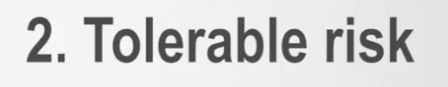 2. Tolerable risk